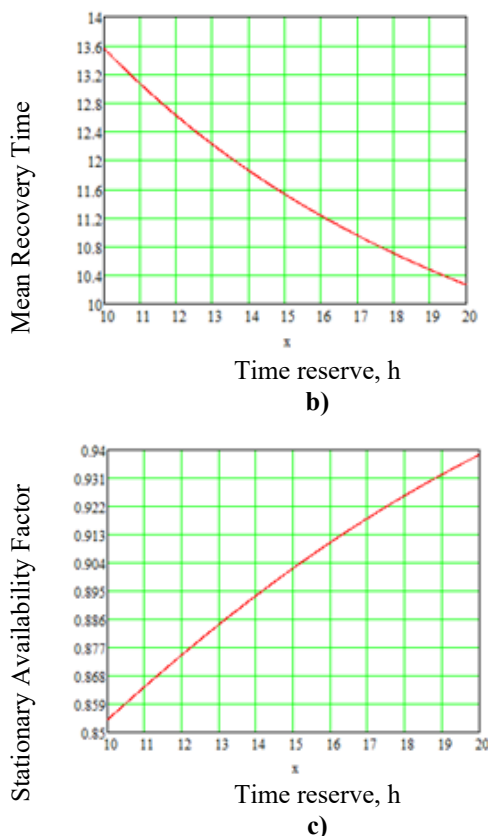 Mean Recovery Time
14
13.6
13.2
12.8
12.4
12
11.6
11.2
10.8
10.4
10
10 11 12 13 14 15 16 17 18 19 20
x
Time reserve, h
b)
Stationary Availability Factor
0.94
0.931
0.922
0.913
0.904
0.895
0.886
0.877
0.868
0.859
0.85
10 11 12 13 14 15 16 17 18 19 20
x
Time reserve, h
c)